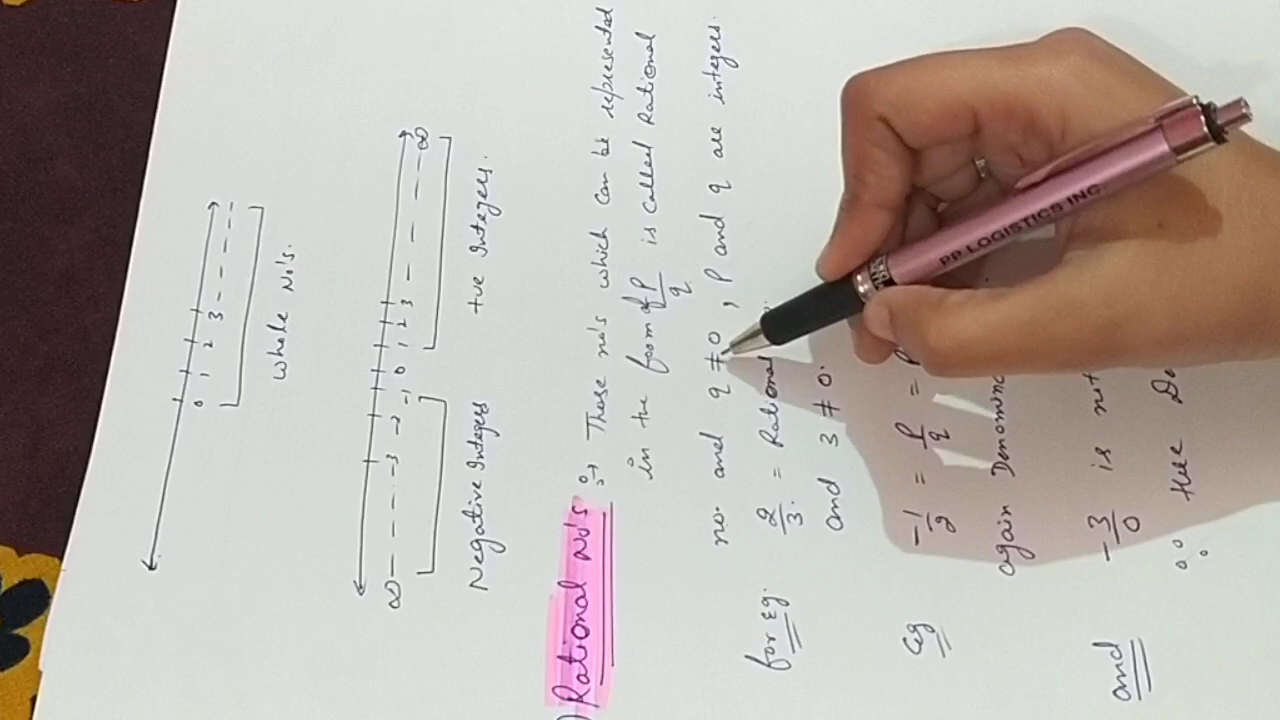 0 1 2 3 - - - -
Whole No's.
∞ - - - -3 -2 -1 0 1 2 3 - - - - ∞
Negative Integers +ve Integers.
) Rational No's :→ Those no's which can be represented
in the form of p/q is called Rational
no. and q ≠ 0, p and q are integers.
for Eg. 2/3. = Rational
and 3 ≠ 0.
eg -1/2 = p/q =
again
and -3/0 is not
∴ the
PP LOGISTICS INC.